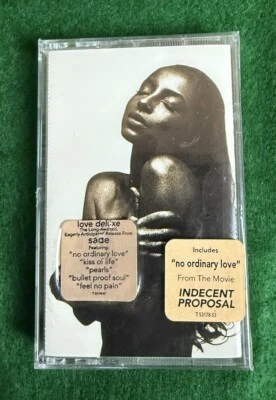 love deluxe
The Long-Awaited,
Eagerly Anticipated Release From
sade
Featuring:
"no ordinary love"
"kiss of life"
"pearls"
"bullet proof soul"
"feel no pain"
Includes
"no ordinary love"
From The Movie
INDECENT
PROPOSAL